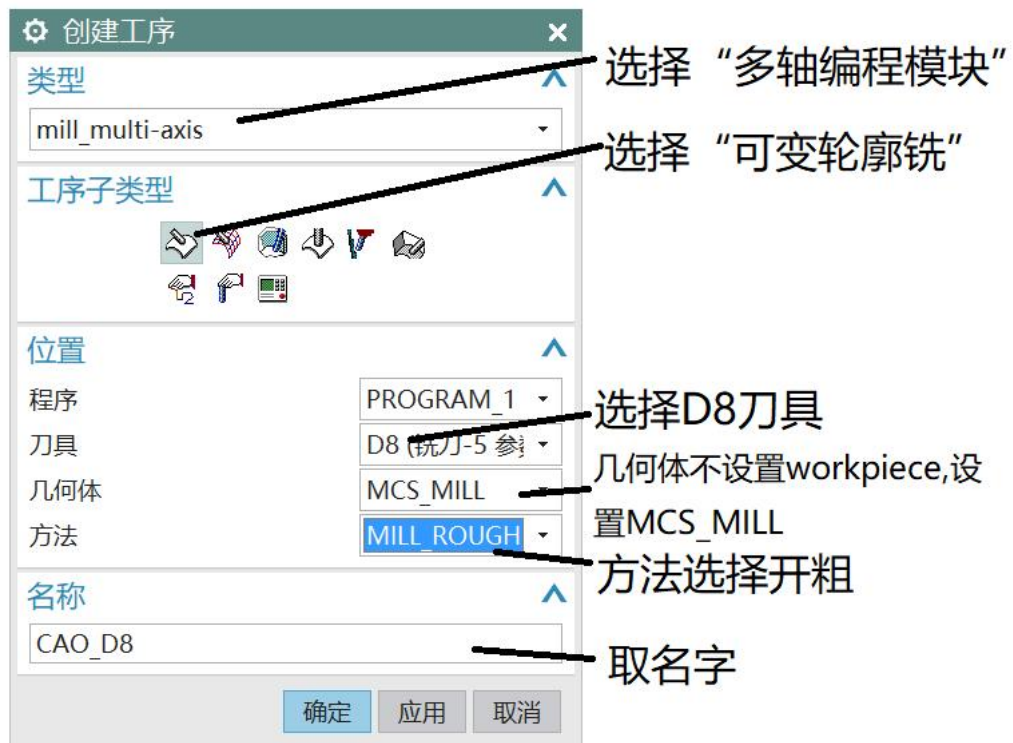 创建工序
类型
选择“多轴编程模块”
mill_multi-axis
选择“可变轮廓铣”
工序子类型
位置
程序 PROGRAM_1
选择D8刀具
刀具 D8 (铣刀-5 参数
几何体不设置workpiece,设
置MCS_MILL
几何体 MCS_MILL
方法 MILL_ROUGH
方法选择开粗
名称
CAO_D8
取名字
确定 应用 取消